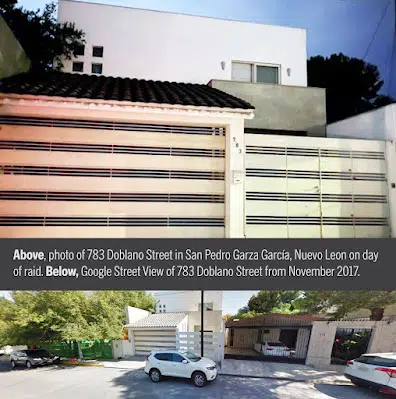 783
Above, photo of 783 Doblano Street in San Pedro Garza García, Nuevo Leon on day
of raid. Below, Google Street View of 783 Doblano Street from November 2017.